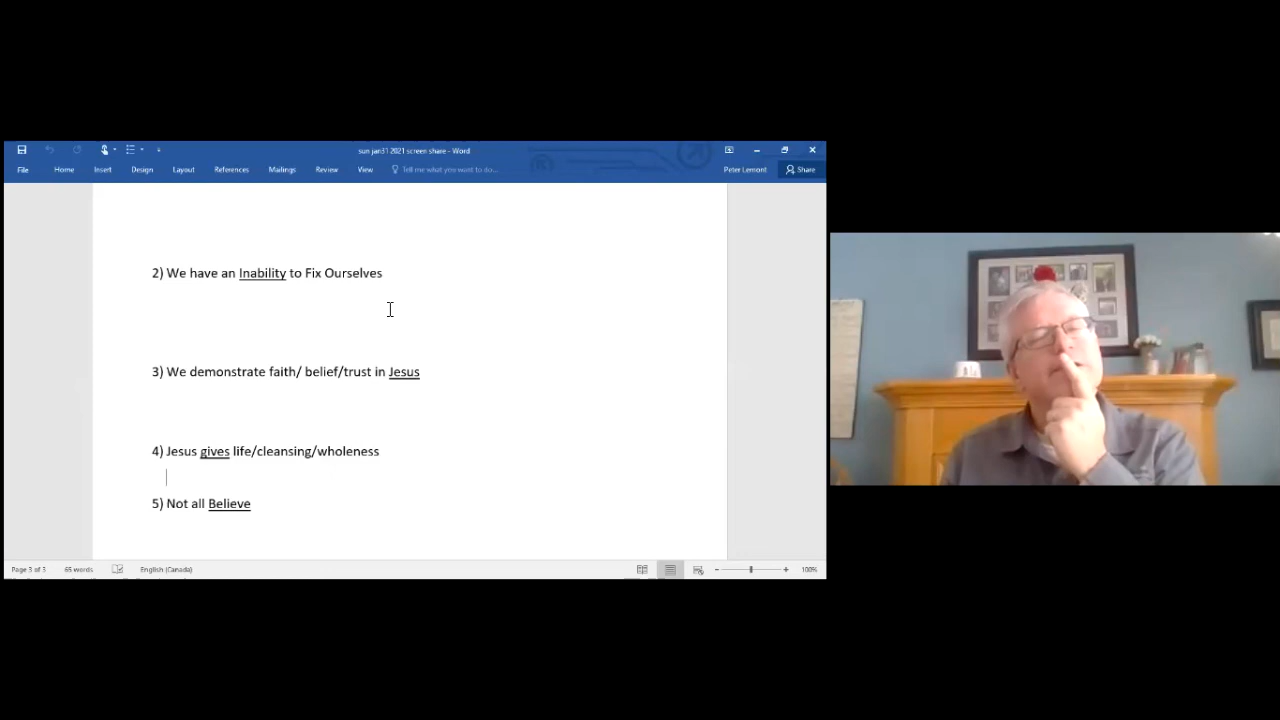 sun jan31 2021 screen share - Word
File Home Insert Design Layout References Mailings Review View Tell me what you want to do... Peter Lemont Share
2) We have an Inability to Fix Ourselves
3) We demonstrate faith/ belief/trust in Jesus
4) Jesus gives life/cleansing/wholeness
5) Not all Believe
Page 3 of 3 65 words English (Canada) 100%